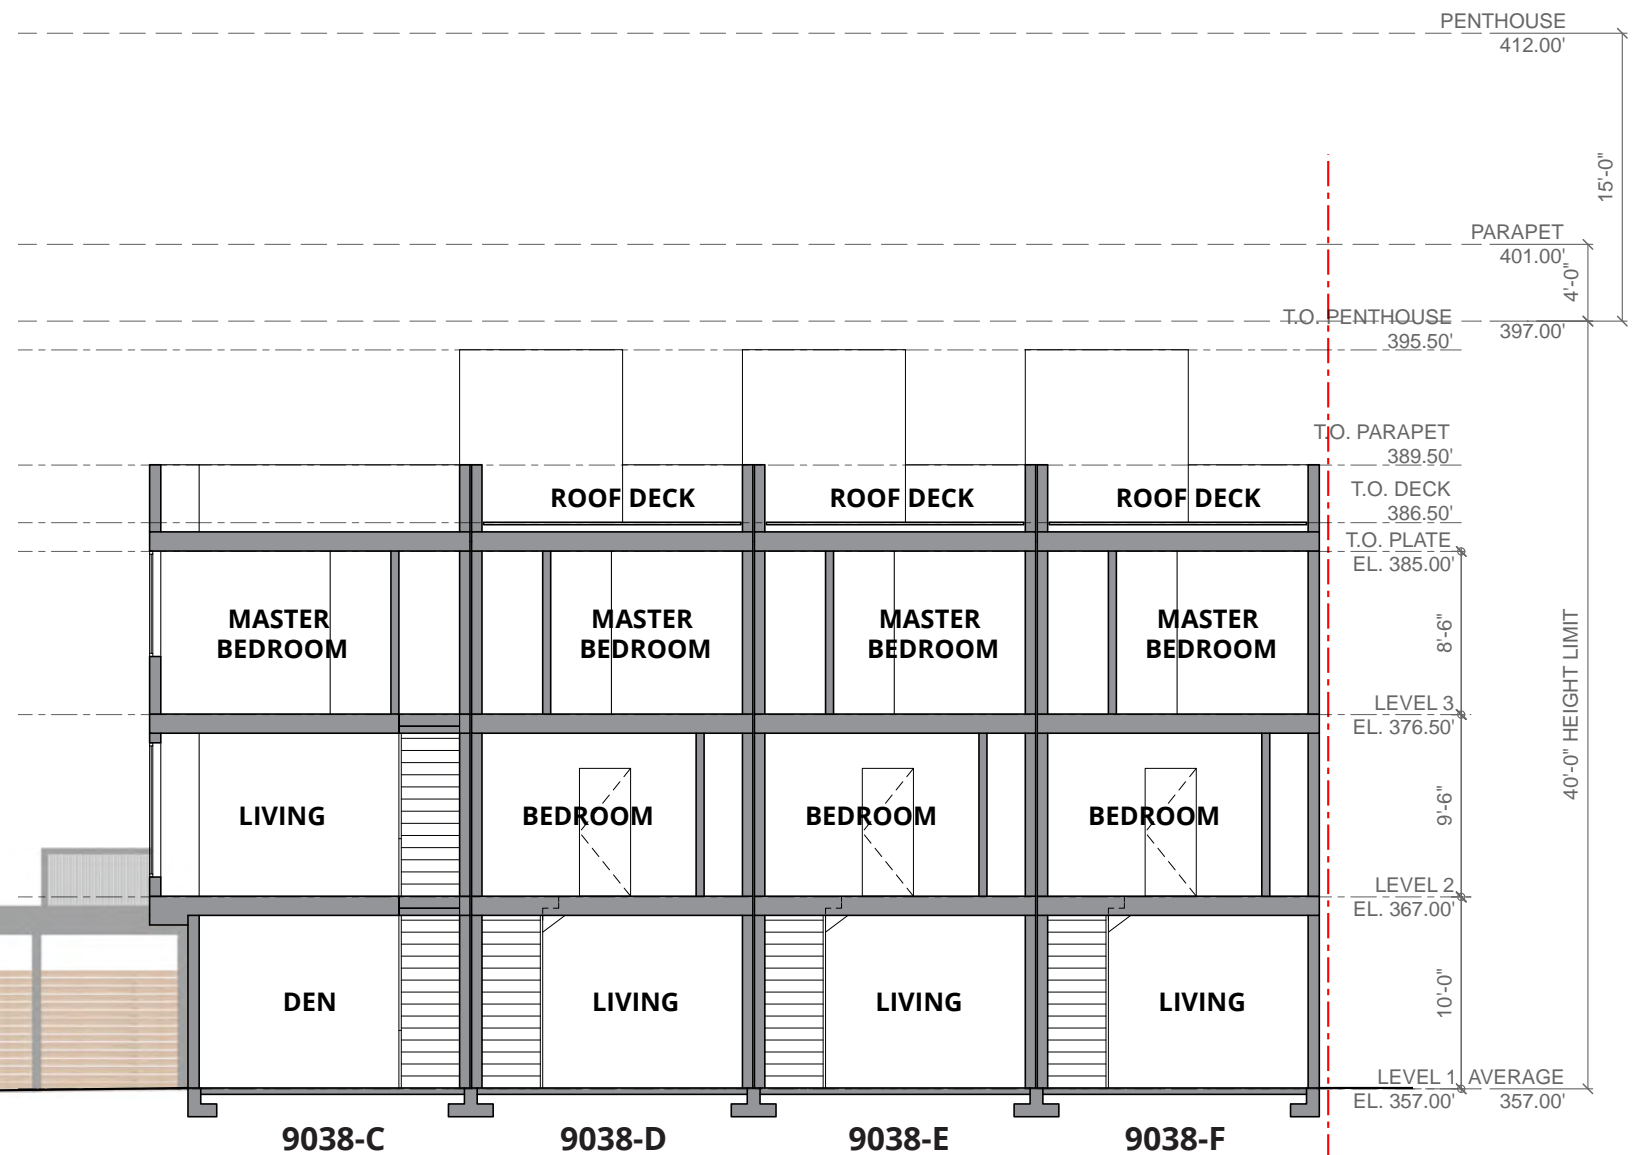 PENTHOUSE
412.00'
15'-0"
PARAPET
401.00'
4'-0"
T.O. PENTHOUSE
395.50'
397.00'
T.O. PARAPET
389.50'
ROOF DECK ROOF DECK ROOF DECK
T.O. DECK
386.50'
T.O. PLATE
EL. 385.00'
MASTER BEDROOM
MASTER BEDROOM
MASTER BEDROOM
MASTER BEDROOM
8'-6"
40'-0" HEIGHT LIMIT
LEVEL 3
EL. 376.50'
LIVING BEDROOM BEDROOM BEDROOM
9'-6"
LEVEL 2
EL. 367.00'
DEN LIVING LIVING LIVING
10'-0"
LEVEL 1 AVERAGE
EL. 357.00' 357.00'
9038-C 9038-D 9038-E 9038-F